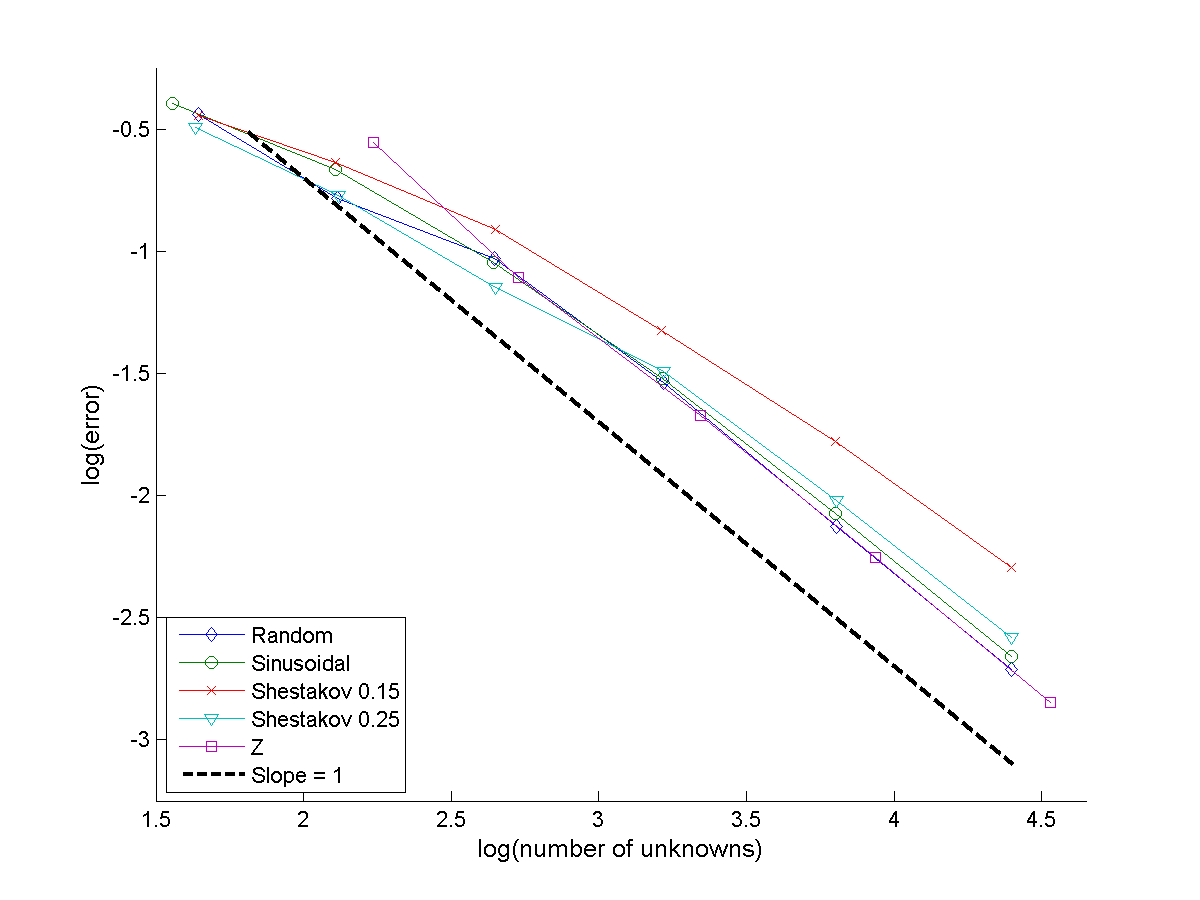 -0.5
-1
-1.5
-2
-2.5
-3
log(error)
Random
Sinusoidal
Shestakov 0.15
Shestakov 0.25
Z
Slope = 1
1.5 2 2.5 3 3.5 4 4.5
log(number of unknowns)